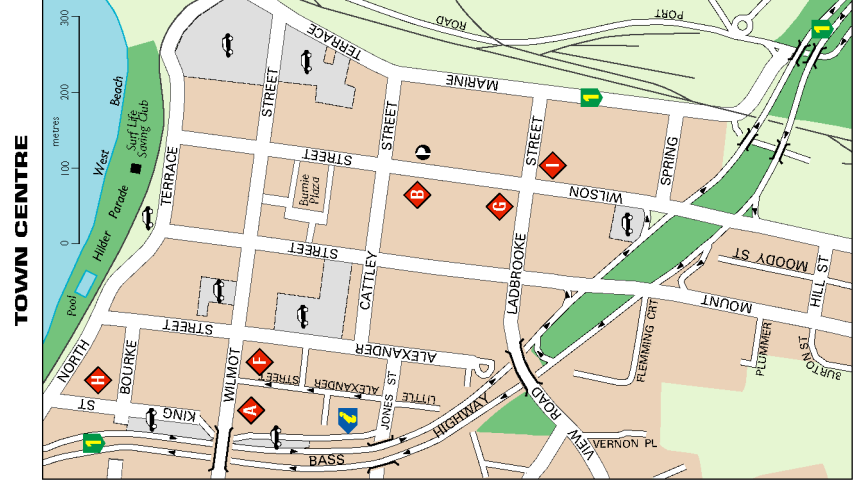 TOWN CENTRE
metres
0 100 200 300
West Beach
Surf Life
Saving Club
Hilder Parade
Pool
NORTH TERRACE
TERRACE
MARINE
ROAD
PORT
STREET
STREET
STREET
SPRING
STREET
WILSON
Burnie
Plaza
STREET
MOUNT
CATTLEY
LADBROOKE
WILMOT
STREET
ALEXANDER
BOURKE
KING ST
LITTLE ALEXANDER STREET
JONES ST
BASS HIGHWAY
VIEW ROAD
VERNON PL
FLEMMING CRT
PLUMMER
BURTON ST
HILL ST
MOODY ST
H
F
A
B
G
I
i
1
1
1